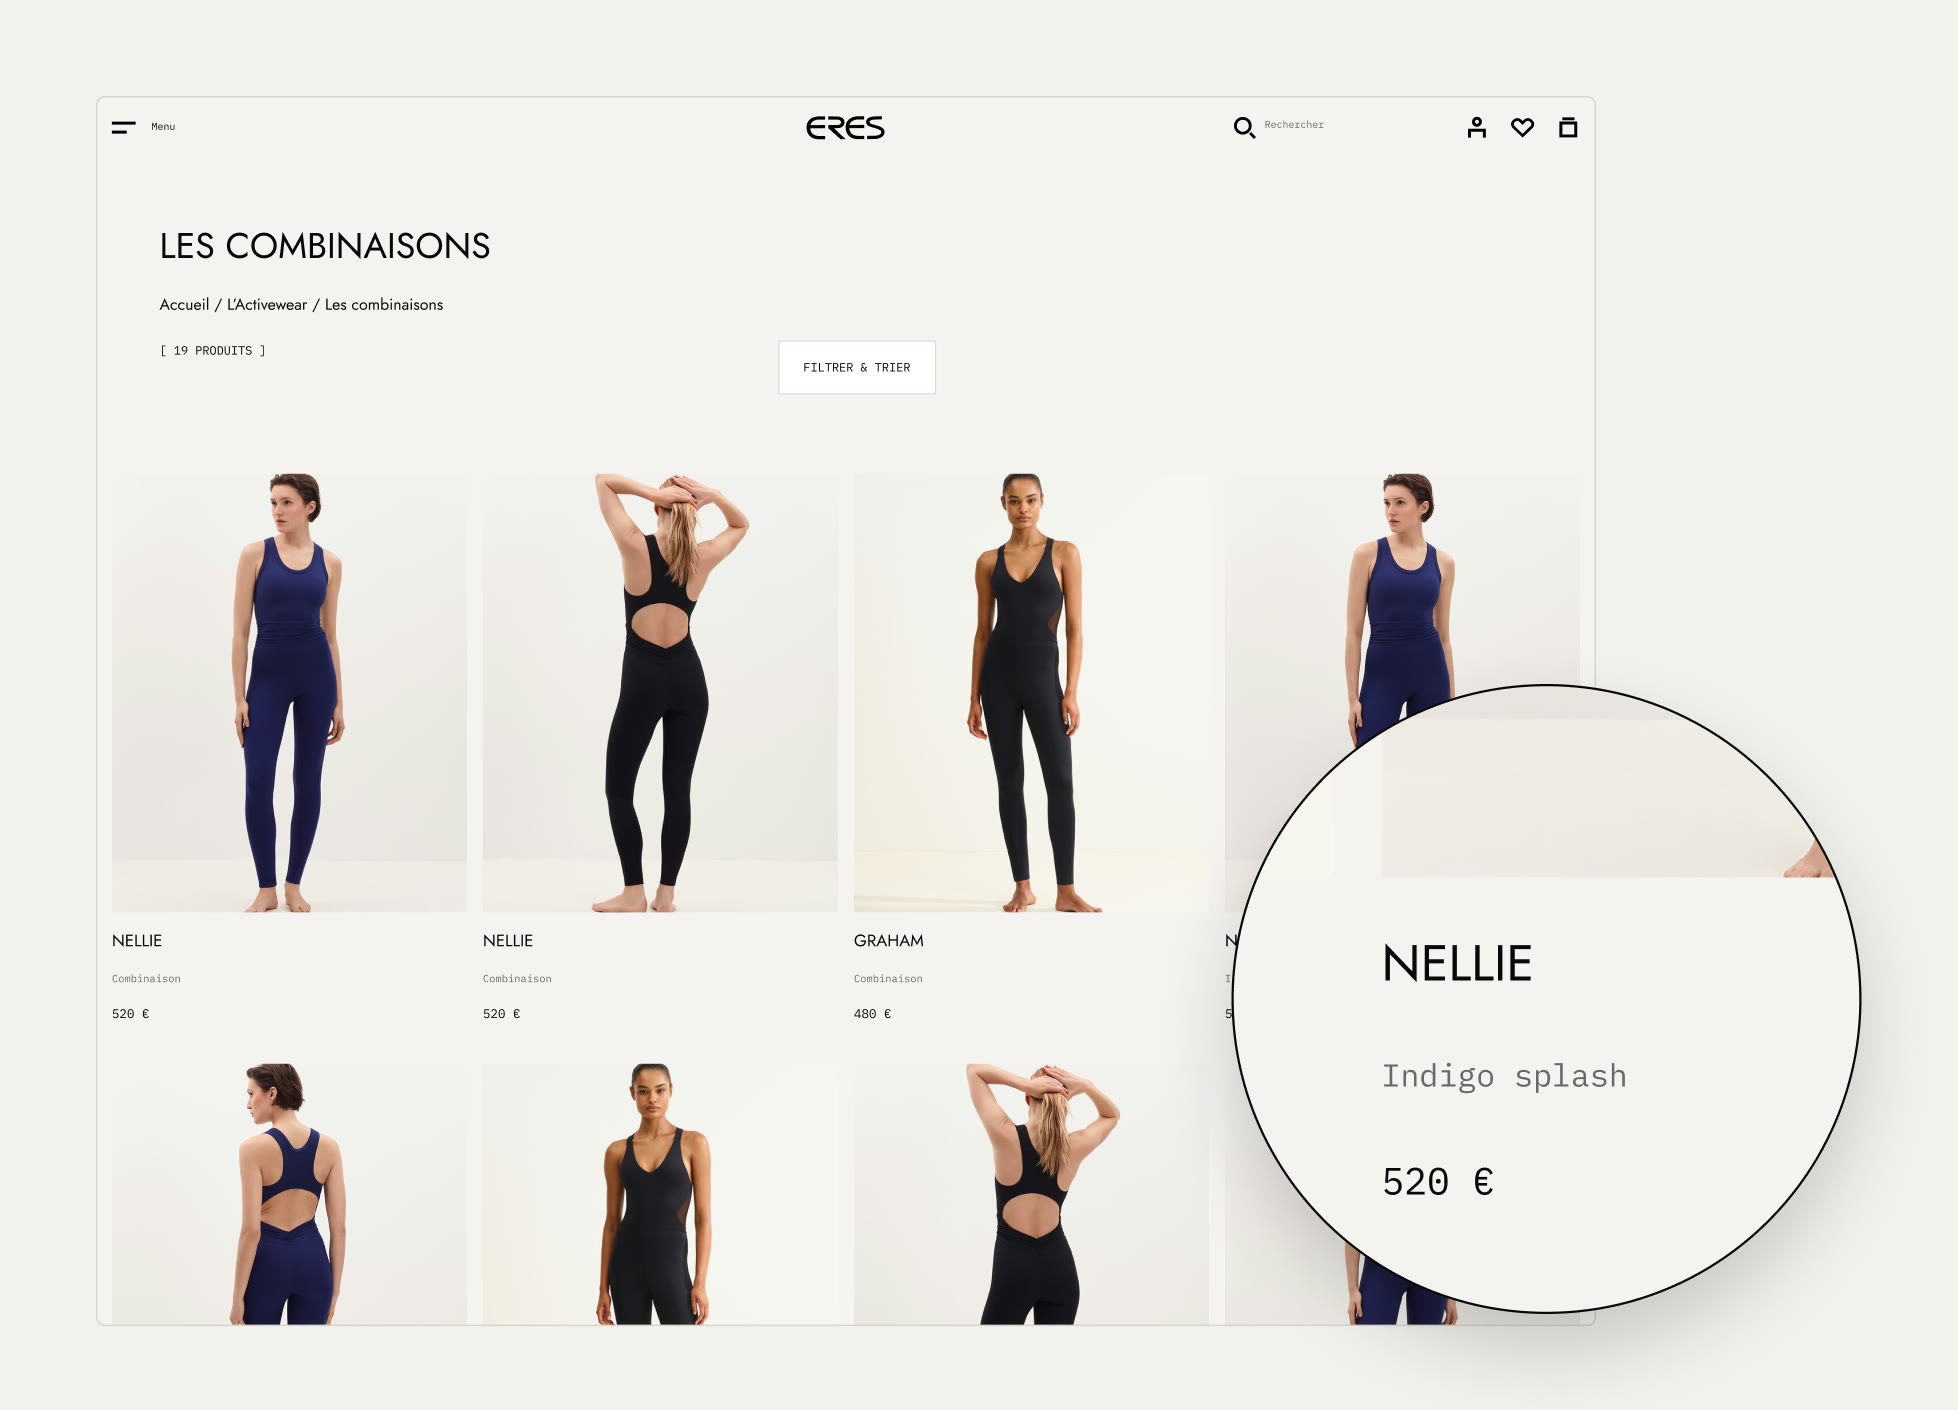 Menu
ERES
Rechercher
LES COMBINAISONS
Accueil / L'Activewear / Les combinaisons
[ 19 PRODUITS ]
FILTRER & TRIER
NELLIE
Combinaison
520 €
NELLIE
Combinaison
520 €
GRAHAM
Combinaison
480 €
N
I
5
NELLIE
Indigo splash
520 €